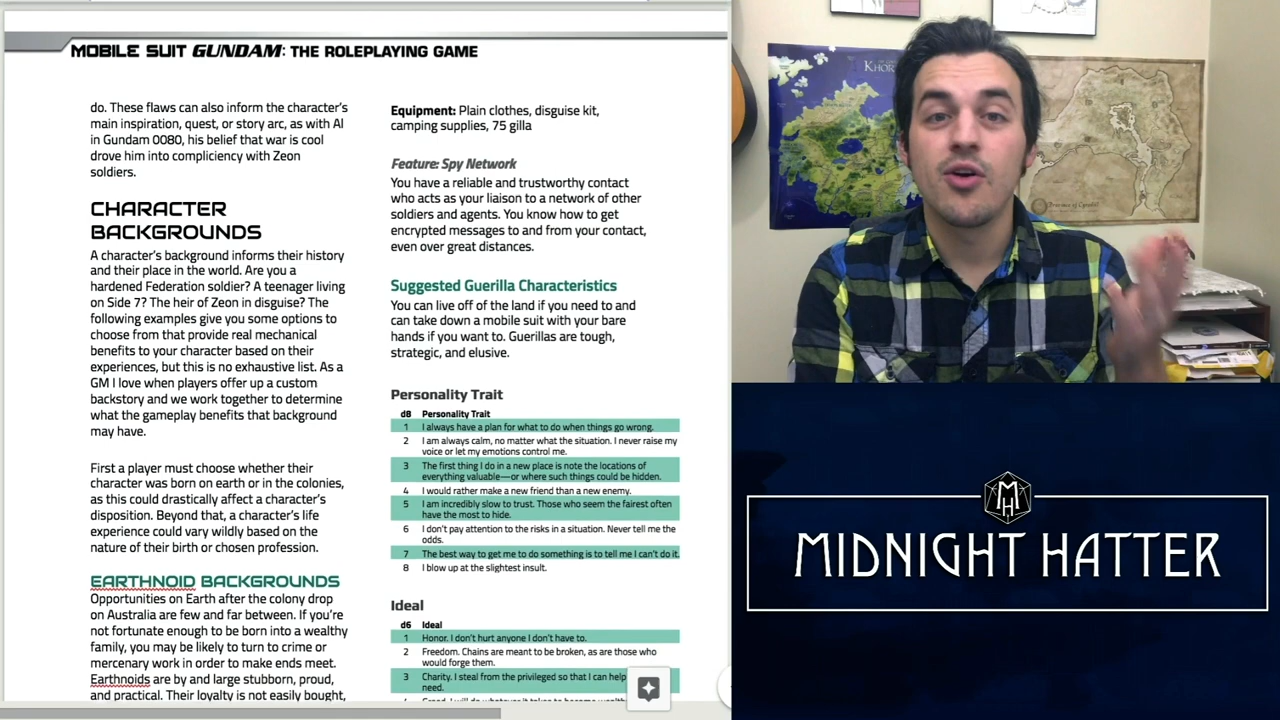 MOBILE SUIT GUNDAM: THE ROLEPLAYING GAME
do. These flaws can also inform the character's
main inspiration, quest, or story arc, as with Al
in Gundam 0080, his belief that war is cool
drove him into compliciency with Zeon
soldiers.
CHARACTER
BACKGROUNDS
A character's background informs their history
and their place in the world. Are you a
hardened Federation soldier? A teenager living
on Side 7? The heir of Zeon in disguise? The
following examples give you some options to
choose from that provide real mechanical
benefits to your character based on their
experiences, but this is no exhaustive list. As a
GM I love when players offer up a custom
backstory and we work together to determine
what the gameplay benefits that background
may have.
First a player must choose whether their
character was born on earth or in the colonies,
as this could drastically affect a character's
disposition. Beyond that, a character's life
experience could vary wildly based on the
nature of their birth or chosen profession.
EARTHNOID BACKGROUNDS
Opportunities on Earth after the colony drop
on Australia are few and far between. If you're
not fortunate enough to be born into a wealthy
family, you may be likely to turn to crime or
mercenary work in order to make ends meet.
Earthnoids are by and large stubborn, proud,
and practical. Their loyalty is not easily bought,
Equipment: Plain clothes, disguise kit,
camping supplies, 75 gilla
Feature: Spy Network
You have a reliable and trustworthy contact
who acts as your liaison to a network of other
soldiers and agents. You know how to get
encrypted messages to and from your contact,
even over great distances.
Suggested Guerilla Characteristics
You can live off of the land if you need to and
can take down a mobile suit with your bare
hands if you want to. Guerillas are tough,
strategic, and elusive.
Personality Trait
d8 Personality Trait
1 I always have a plan for what to do when things go wrong.
2 I am always calm, no matter what the situation. I never raise my
voice or let my emotions control me.
3 The first thing I do in a new place is note the locations of
everything valuable—or where such things could be hidden.
4 I would rather make a new friend than a new enemy.
5 I am incredibly slow to trust. Those who seem the fairest often
have the most to hide.
6 I don't pay attention to the risks in a situation. Never tell me the
odds.
7 The best way to get me to do something is to tell me I can't do it.
8 I blow up at the slightest insult.
Ideal
d6 Ideal
1 Honor. I don't hurt anyone I don't have to.
2 Freedom. Chains are meant to be broken, as are those who
would forge them.
3 Charity. I steal from the privileged so that I can help
need.
KHOR
MH
MIDNIGHT HATTER